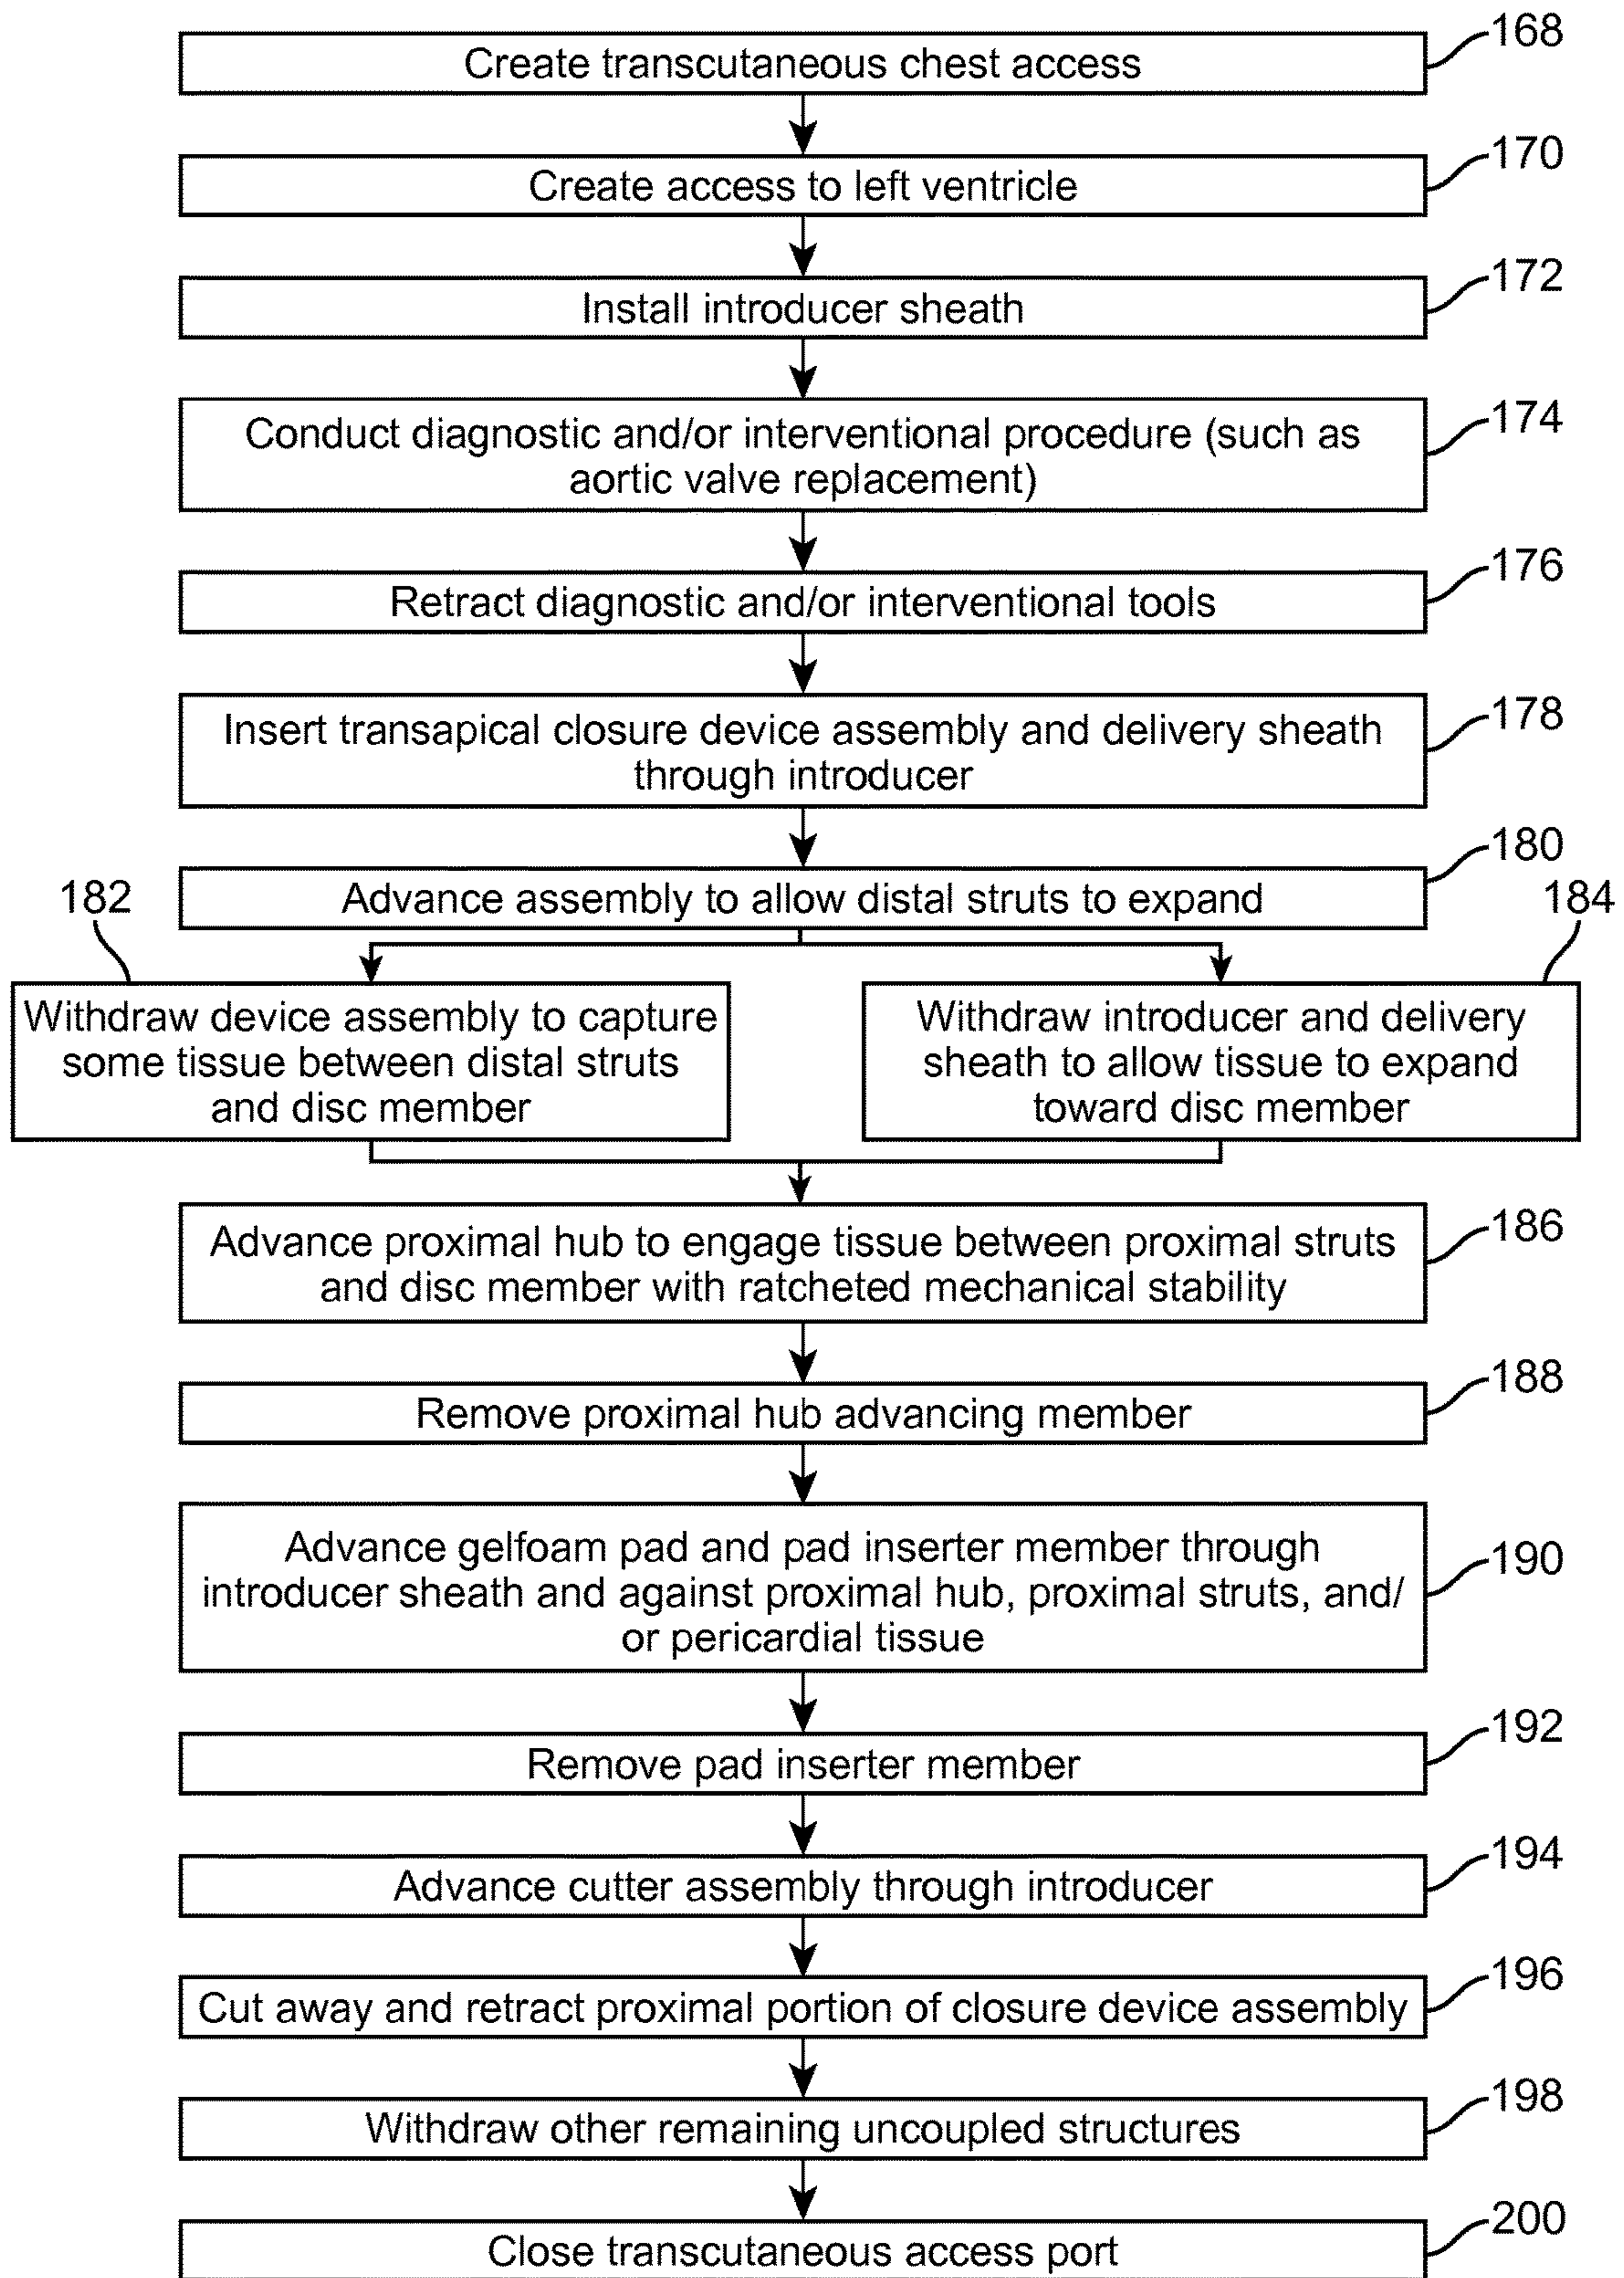 Create transcutaneous chest access
168
Create access to left ventricle
170
Install introducer sheath
172
Conduct diagnostic and/or interventional procedure (such as
aortic valve replacement)
174
Retract diagnostic and/or interventional tools
176
Insert transapical closure device assembly and delivery sheath
through introducer
178
Advance assembly to allow distal struts to expand
180
182
Withdraw device assembly to capture
some tissue between distal struts
and disc member
184
Withdraw introducer and delivery
sheath to allow tissue to expand
toward disc member
Advance proximal hub to engage tissue between proximal struts
and disc member with ratcheted mechanical stability
186
Remove proximal hub advancing member
188
Advance gelfoam pad and pad inserter member through
introducer sheath and against proximal hub, proximal struts, and/
or pericardial tissue
190
Remove pad inserter member
192
Advance cutter assembly through introducer
194
Cut away and retract proximal portion of closure device assembly
196
Withdraw other remaining uncoupled structures
198
Close transcutaneous access port
200